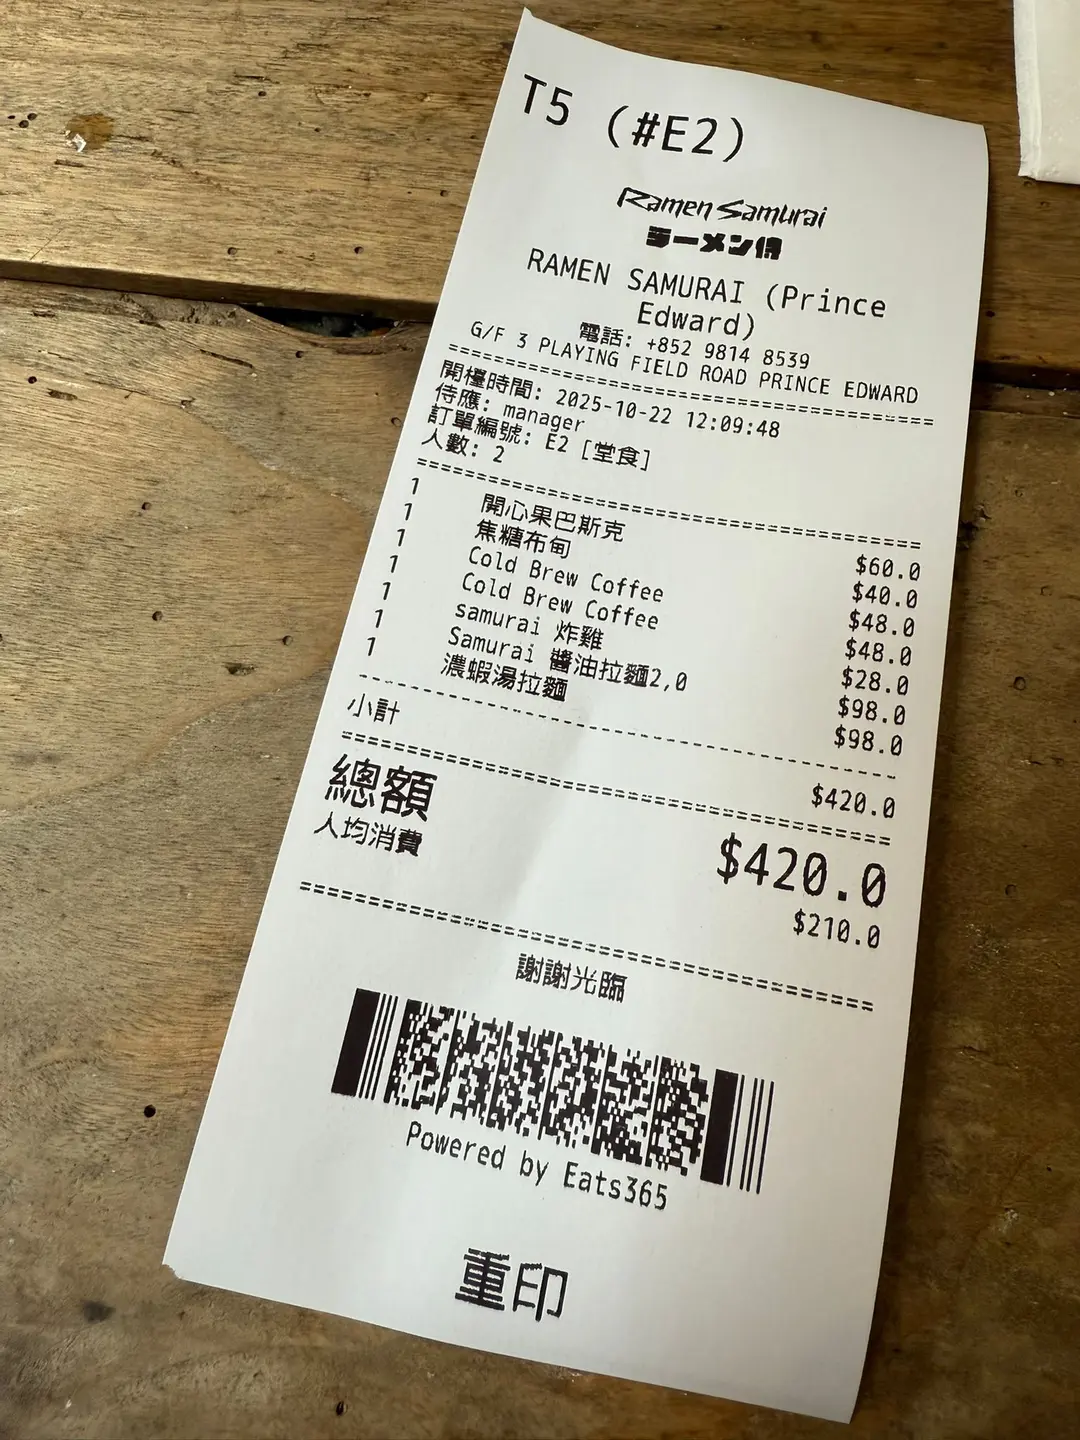 T5 (#E2)
Ramen Samurai
ラーメン侍
RAMEN SAMURAI (Prince
Edward)
電話: +852 9814 8539
G/F 3 PLAYING FIELD ROAD PRINCE EDWARD
開檯時間: 2025-10-22 12:09:48
侍應: manager
訂單編號: E2 [堂食]
人數: 2
1 開心果巴斯克 $60.0
1 焦糖布甸 $40.0
1 Cold Brew Coffee $48.0
1 Cold Brew Coffee $48.0
1 samurai 炸雞 $28.0
1 Samurai 醬油拉麵2,0 $98.0
1 濃蝦湯拉麵 $98.0
小計 $420.0
總額 $420.0
人均消費 $210.0
謝謝光臨
Powered by Eats365
重印